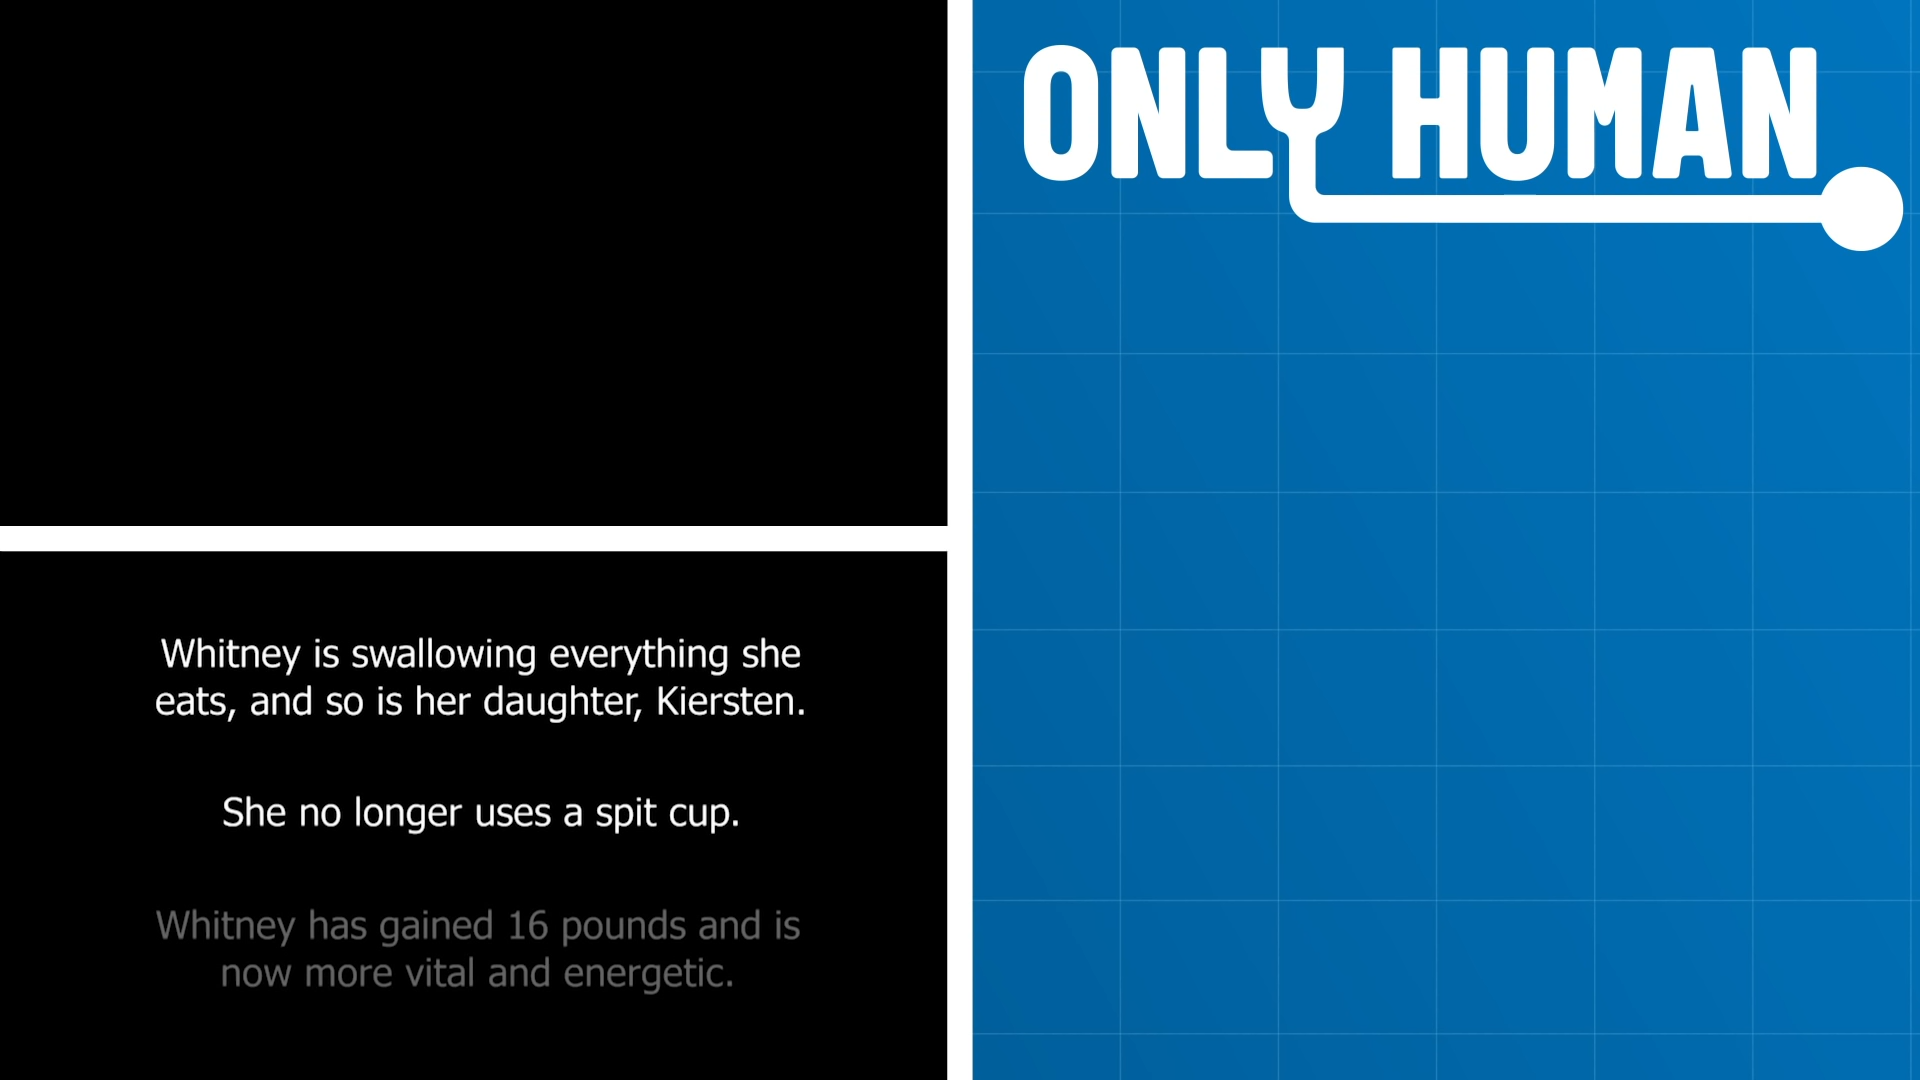 ONLY HUMAN
Whitney is swallowing everything she
eats, and so is her daughter, Kiersten.
She no longer uses a spit cup.
Whitney has gained 16 pounds and is
now more vital and energetic.